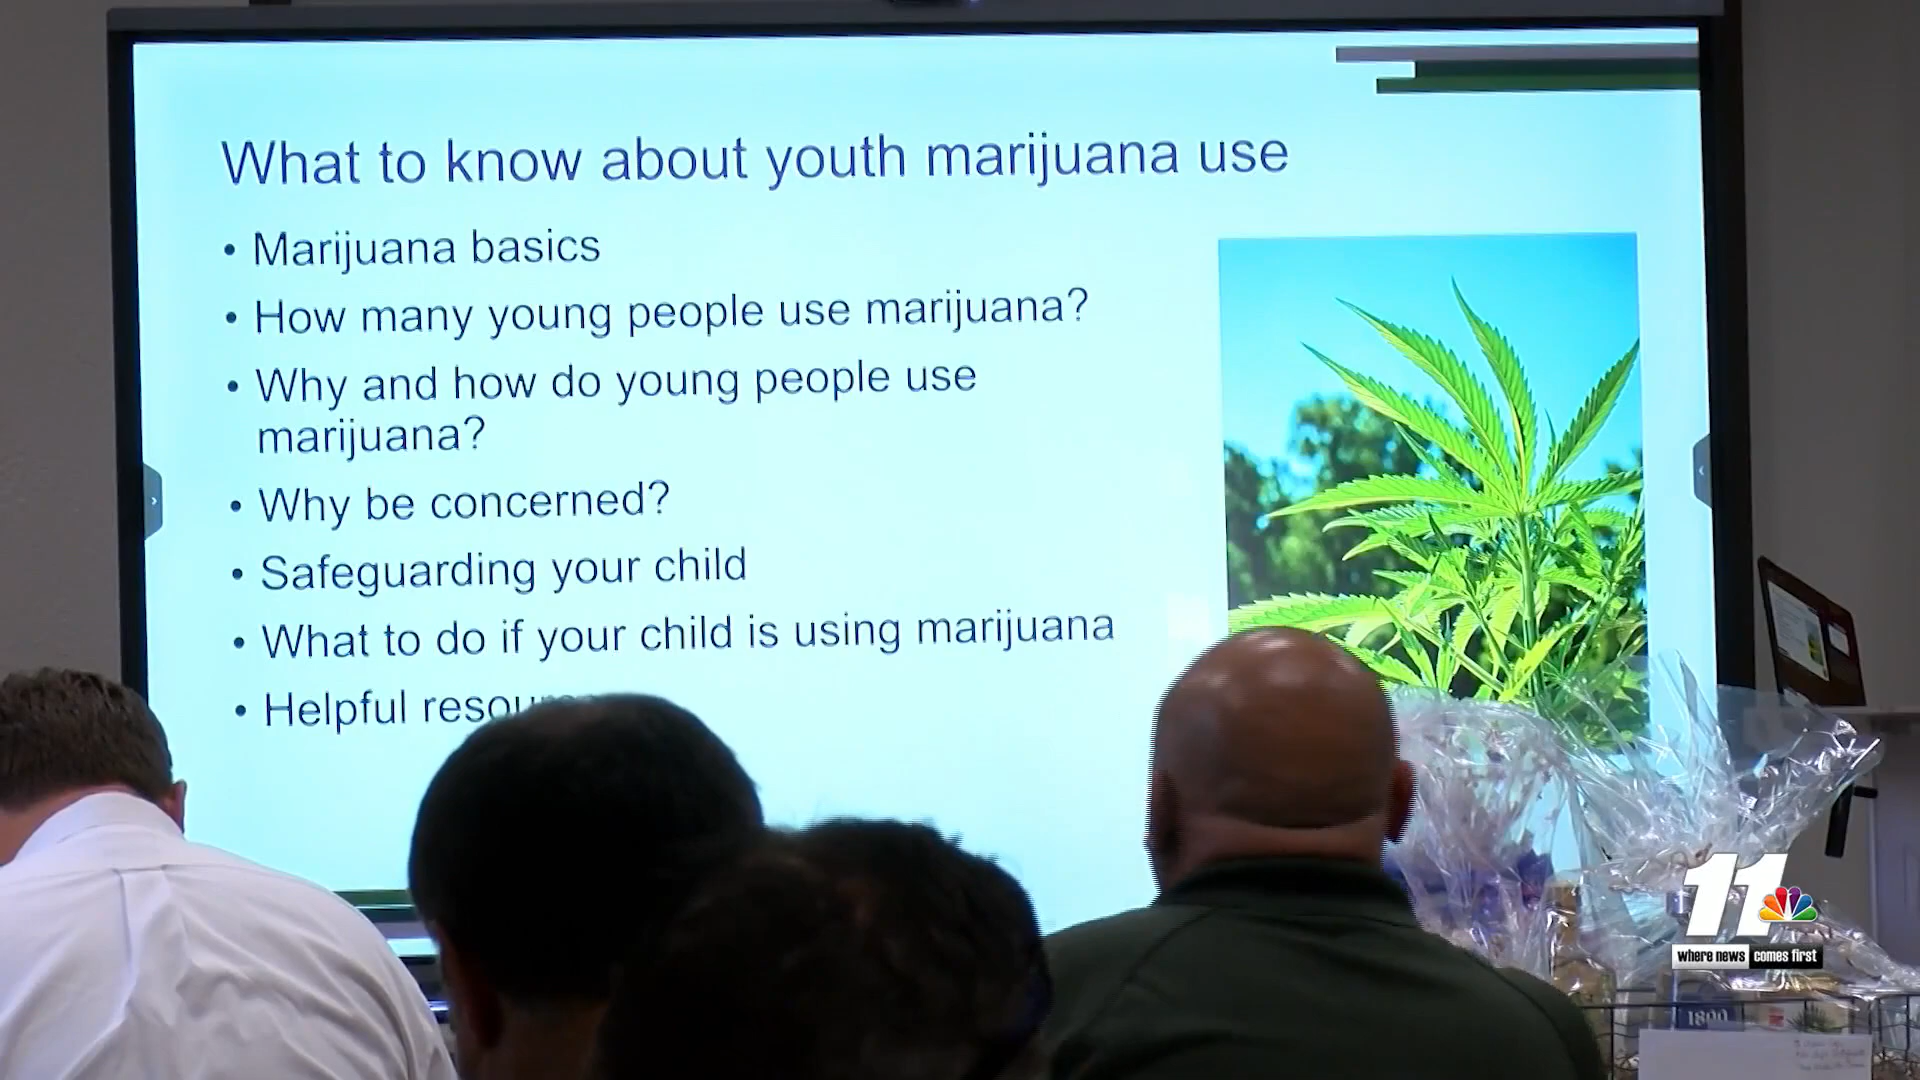 What to know about youth marijuana use
• Marijuana basics
• How many young people use marijuana?
• Why and how do young people use
marijuana?
• Why be concerned?
• Safeguarding your child
• What to do if your child is using marijuana
• Helpful
11
where news comes first
1800